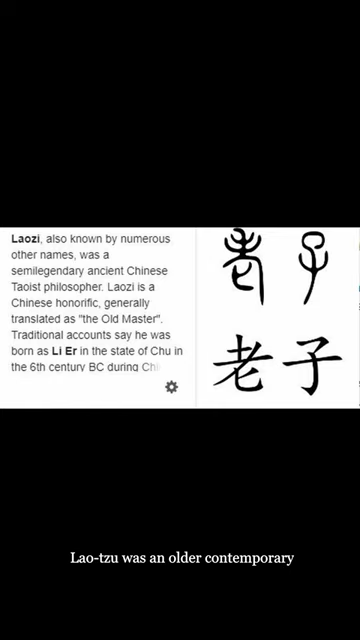 Laozi, also known by numerous
other names, was a
semilegendary ancient Chinese
Taoist philosopher. Laozi is a
Chinese honorific, generally
translated as "the Old Master".
Traditional accounts say he was
born as Li Er in the state of Chu in
the 6th century BC during
老子
老子
Lao-tzu was an older contemporary